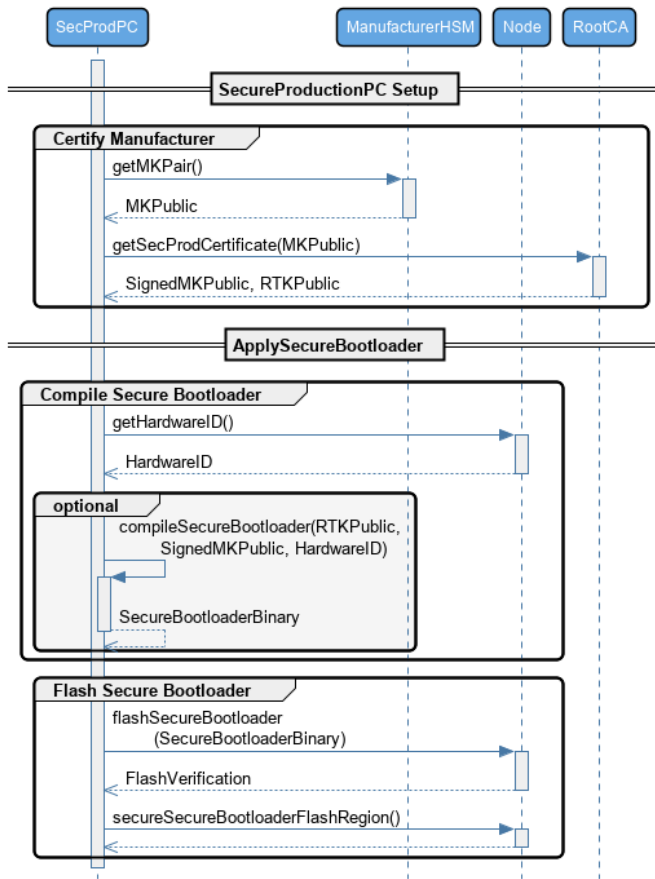 SecProdPC
ManufacturerHSM
Node
RootCA
SecureProductionPC Setup
Certify Manufacturer
getMKPair()
MKPublic
getSecProdCertificate(MKPublic)
SignedMKPublic, RTKPublic
ApplySecureBootloader
Compile Secure Bootloader
getHardwareID()
HardwareID
optional
compileSecureBootloader(RTKPublic,
SignedMKPublic, HardwareID)
SecureBootloaderBinary
Flash Secure Bootloader
flashSecureBootloader
(SecureBootloaderBinary)
FlashVerification
secureSecureBootloaderFlashRegion()